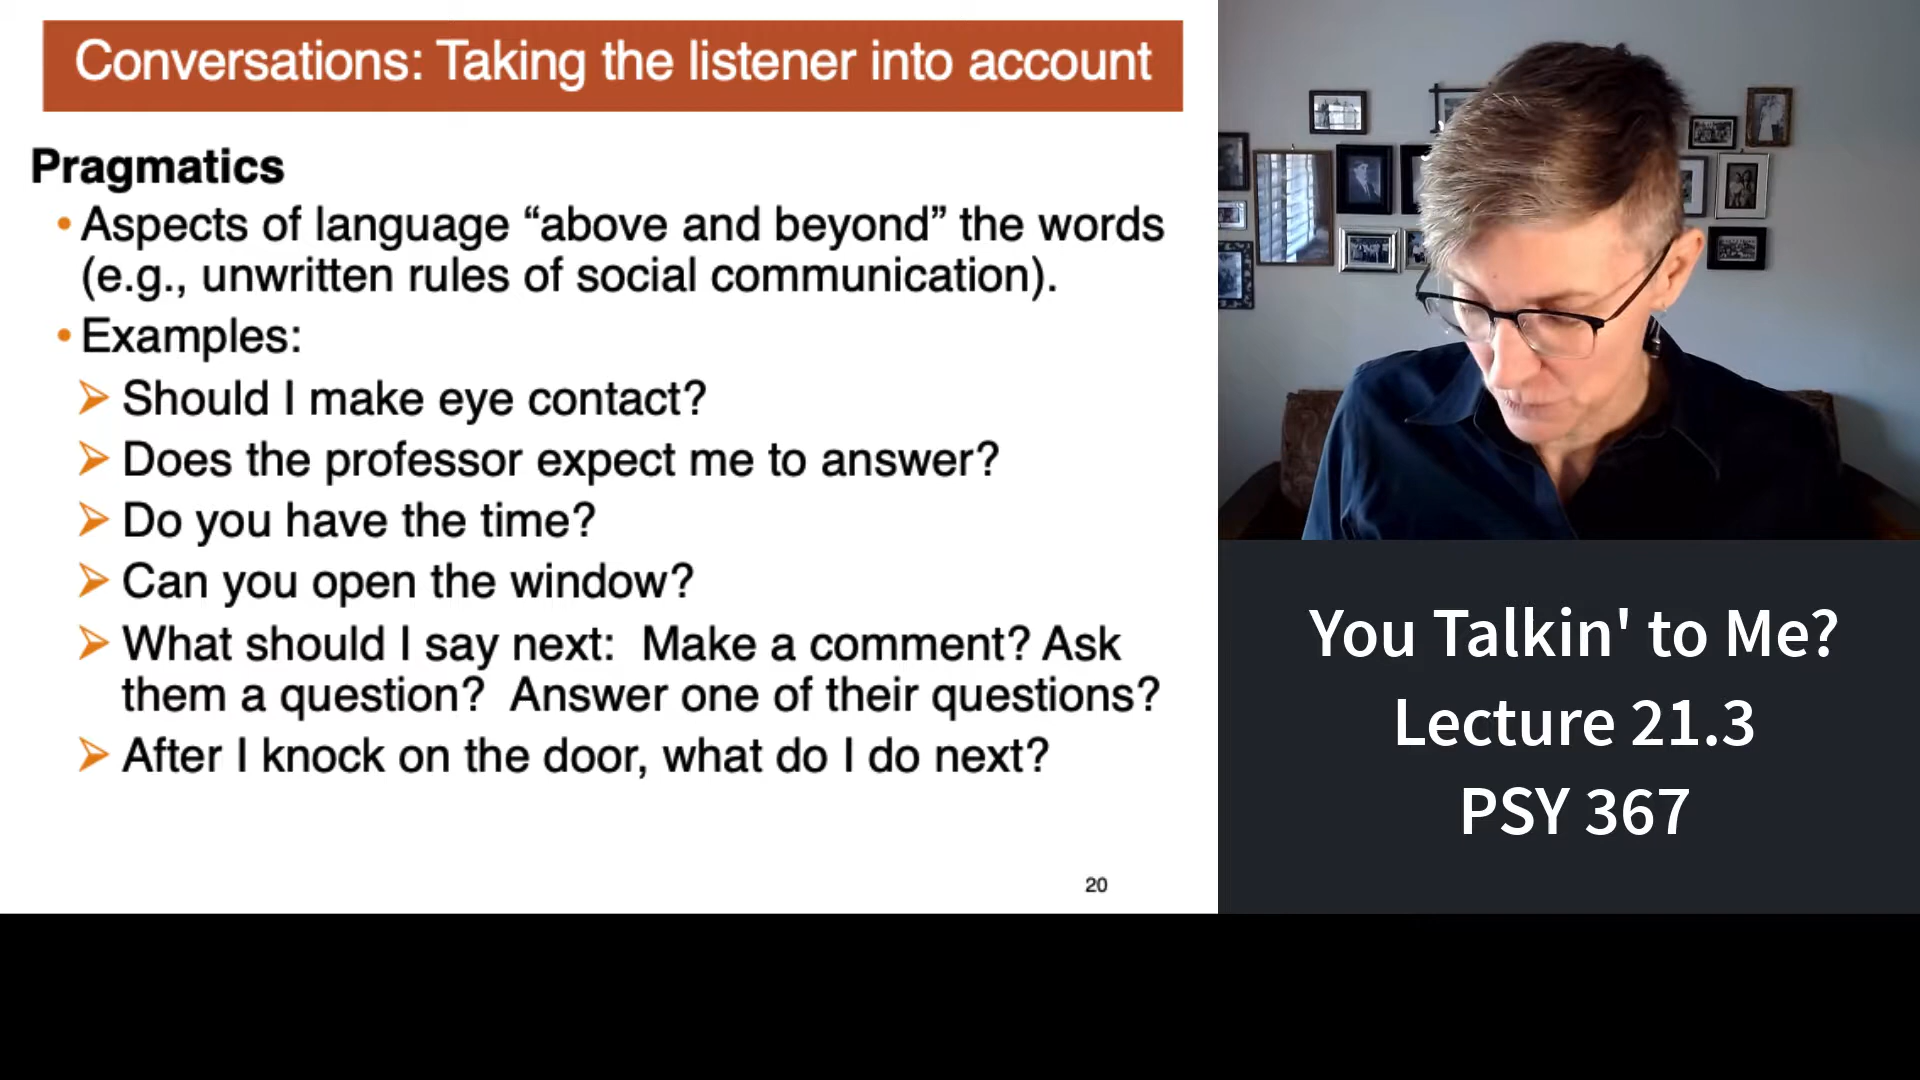 Conversations: Taking the listener into account
Pragmatics
• Aspects of language “above and beyond” the words
(e.g., unwritten rules of social communication).
• Examples:
➢ Should I make eye contact?
➢ Does the professor expect me to answer?
➢ Do you have the time?
➢ Can you open the window?
➢ What should I say next:  Make a comment? Ask
them a question?  Answer one of their questions?
➢ After I knock on the door, what do I do next?
20
You Talkin' to Me?
Lecture 21.3
PSY 367